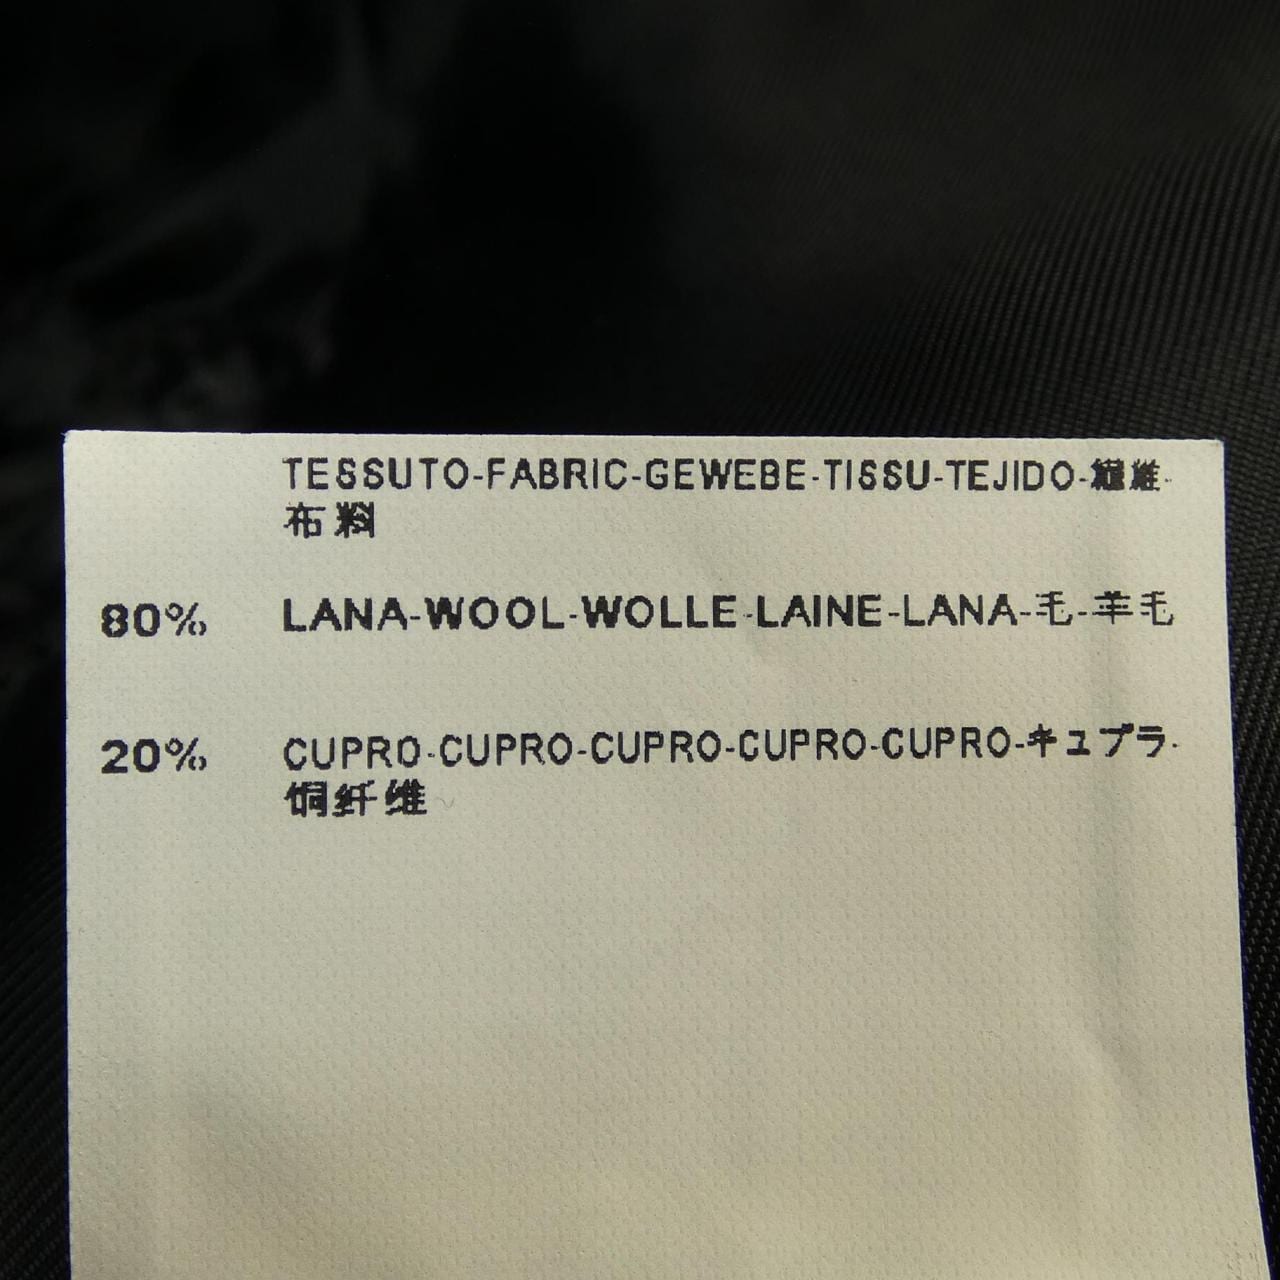 TESSUTO-FABRIC-GEWEBE-TISSU-TEJIDO-繊維-
布料
80% LANA-WOOL-WOLLE-LAINE-LANA-毛-羊毛
20% CUPRO-CUPRO-CUPRO-CUPRO-CUPRO-キュプラ-
铜纤维